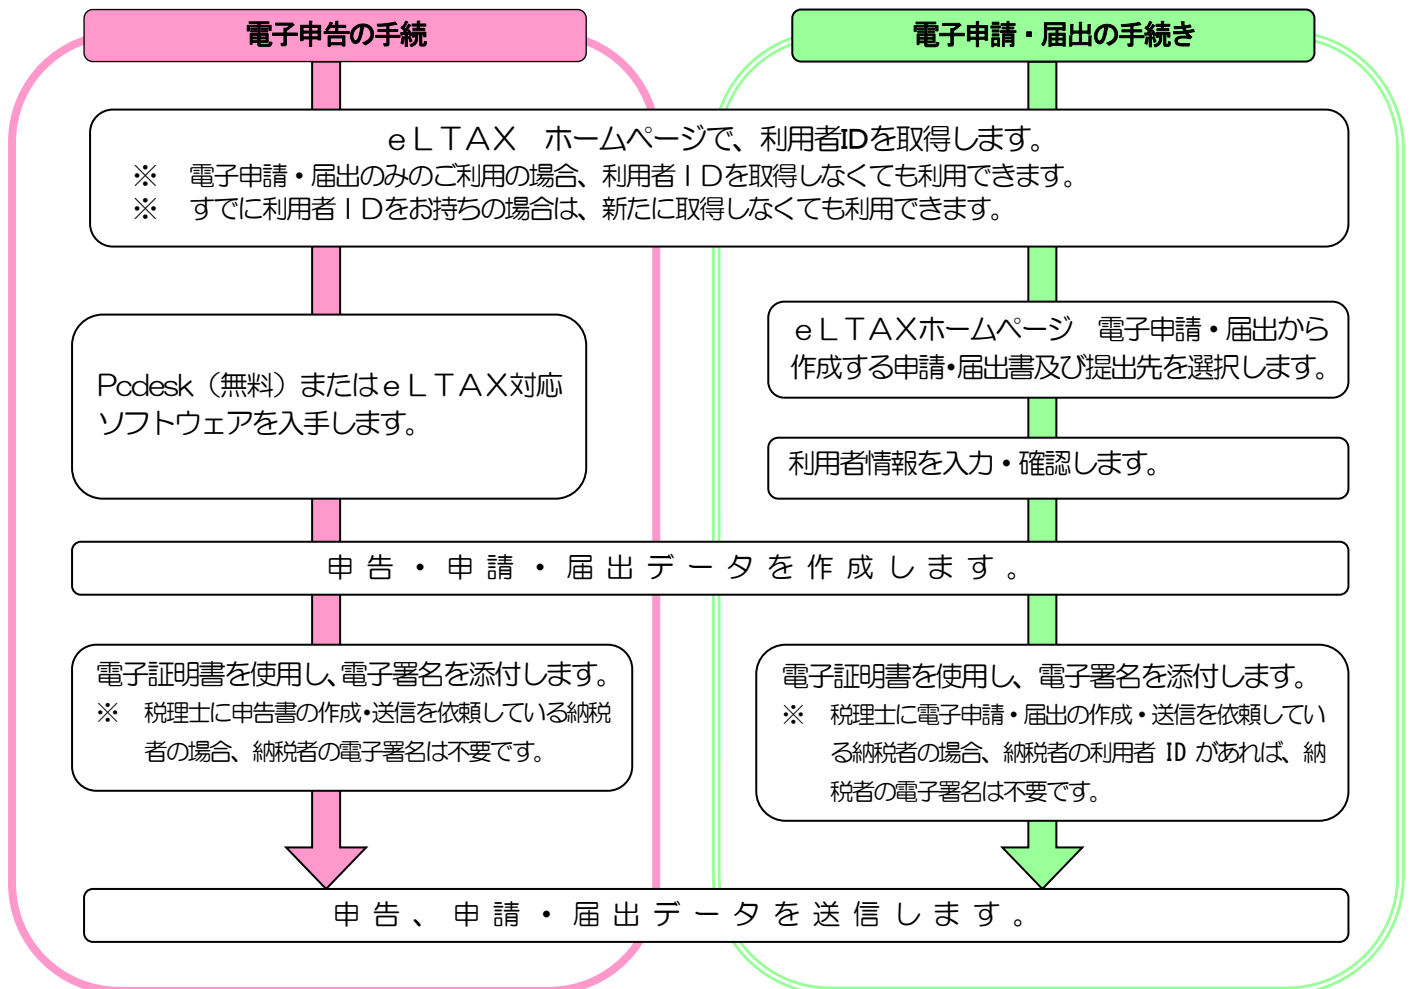 電子申告の手続
電子申請・届出の手続き
ｅＬＴＡＸ　ホームページで、利用者IDを取得します。
※　電子申請・届出のみのご利用の場合、利用者ＩＤを取得しなくても利用できます。
※　すでに利用者ＩＤをお持ちの場合は、新たに取得しなくても利用できます。
Pcdesk（無料）またはｅＬＴＡＸ対応
ソフトウェアを入手します。
ｅＬＴＡＸホームページ　電子申請・届出から
作成する申請・届出書及び提出先を選択します。
利用者情報を入力・確認します。
申告・申請・届出データを作成します。
電子証明書を使用し、電子署名を添付します。
※　税理士に申告書の作成・送信を依頼している納税
者の場合、納税者の電子署名は不要です。
電子証明書を使用し、電子署名を添付します。
※　税理士に電子申請・届出の作成・送信を依頼してい
る納税者の場合、納税者の利用者 ID があれば、納
税者の電子署名は不要です。
申告、申請・届出データを送信します。